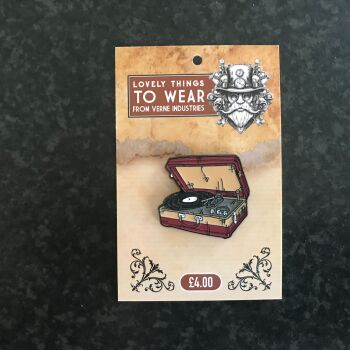 LOVELY THINGS
TO WEAR
FROM VERNE INDUSTRIES
£4.00